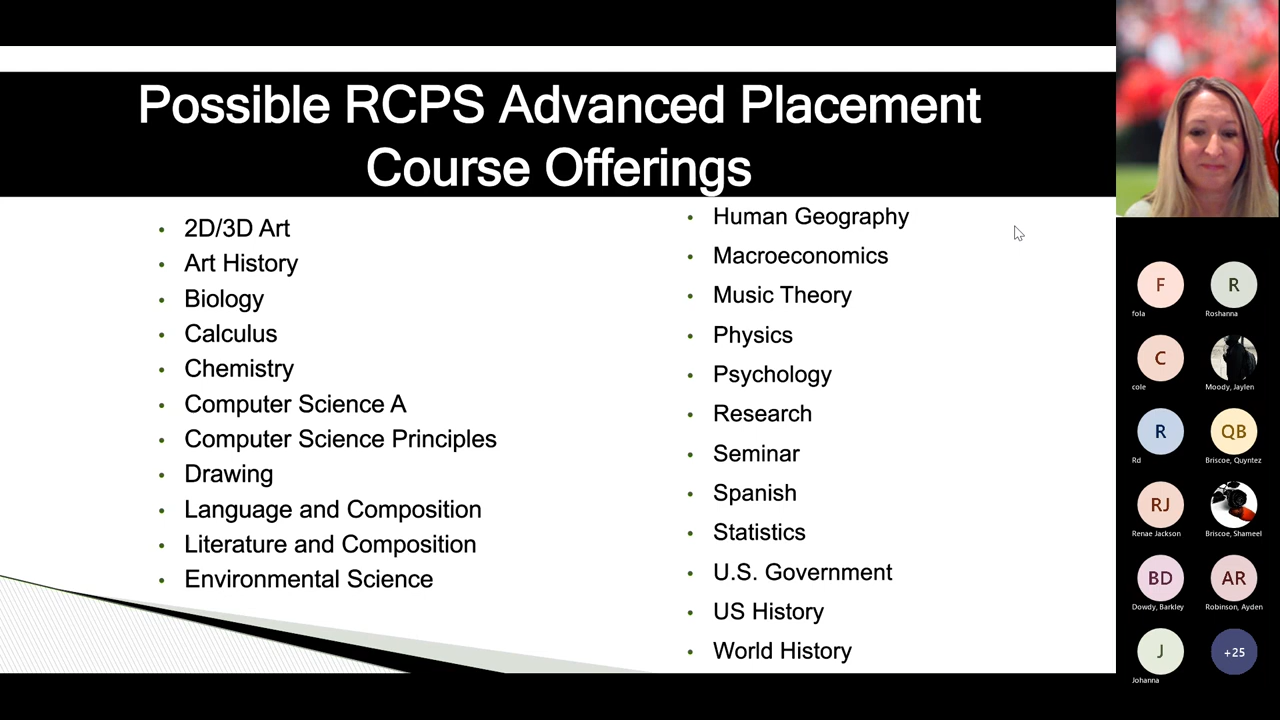 Possible RCPS Advanced Placement
Course Offerings
• 2D/3D Art
• Art History
• Biology
• Calculus
• Chemistry
• Computer Science A
• Computer Science Principles
• Drawing
• Language and Composition
• Literature and Composition
• Environmental Science
• Human Geography
• Macroeconomics
• Music Theory
• Physics
• Psychology
• Research
• Seminar
• Spanish
• Statistics
• U.S. Government
• US History
• World History
F
fola
R
Roshanna
C
cole
Moody, Jaylen
R
Rd
QB
Briscoe, Quyntez
RJ
Renae Jackson
Briscoe, Shameel
BD
Dowdy, Barkley
AR
Robinson, Ayden
J
Johanna
+25